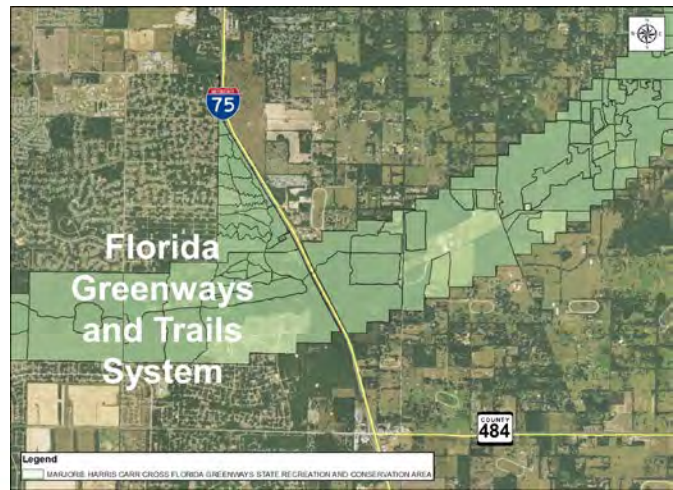 INTERSTATE
75
Florida
Greenways
and Trails
System
COUNTY
484
Legend
MARJORIE HARRIS CARR CROSS FLORIDA GREENWAYS STATE RECREATION AND CONSERVATION AREA